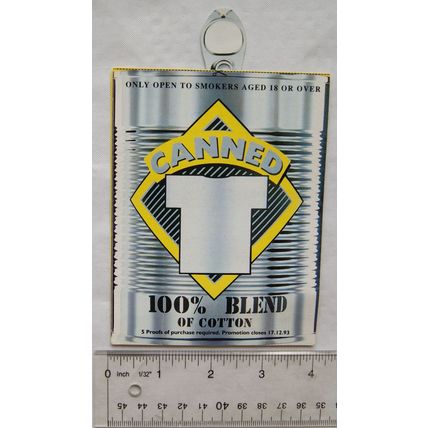 ONLY OPEN TO SMOKERS AGED 18 OR OVER
CANNED
T
100% BLEND
OF COTTON
5 Proofs of purchase required. Promotion closes 17.12.93
0 inch 1/32" 1 2 3 4
45 44 43 42 41 40 39 38 37 36 35